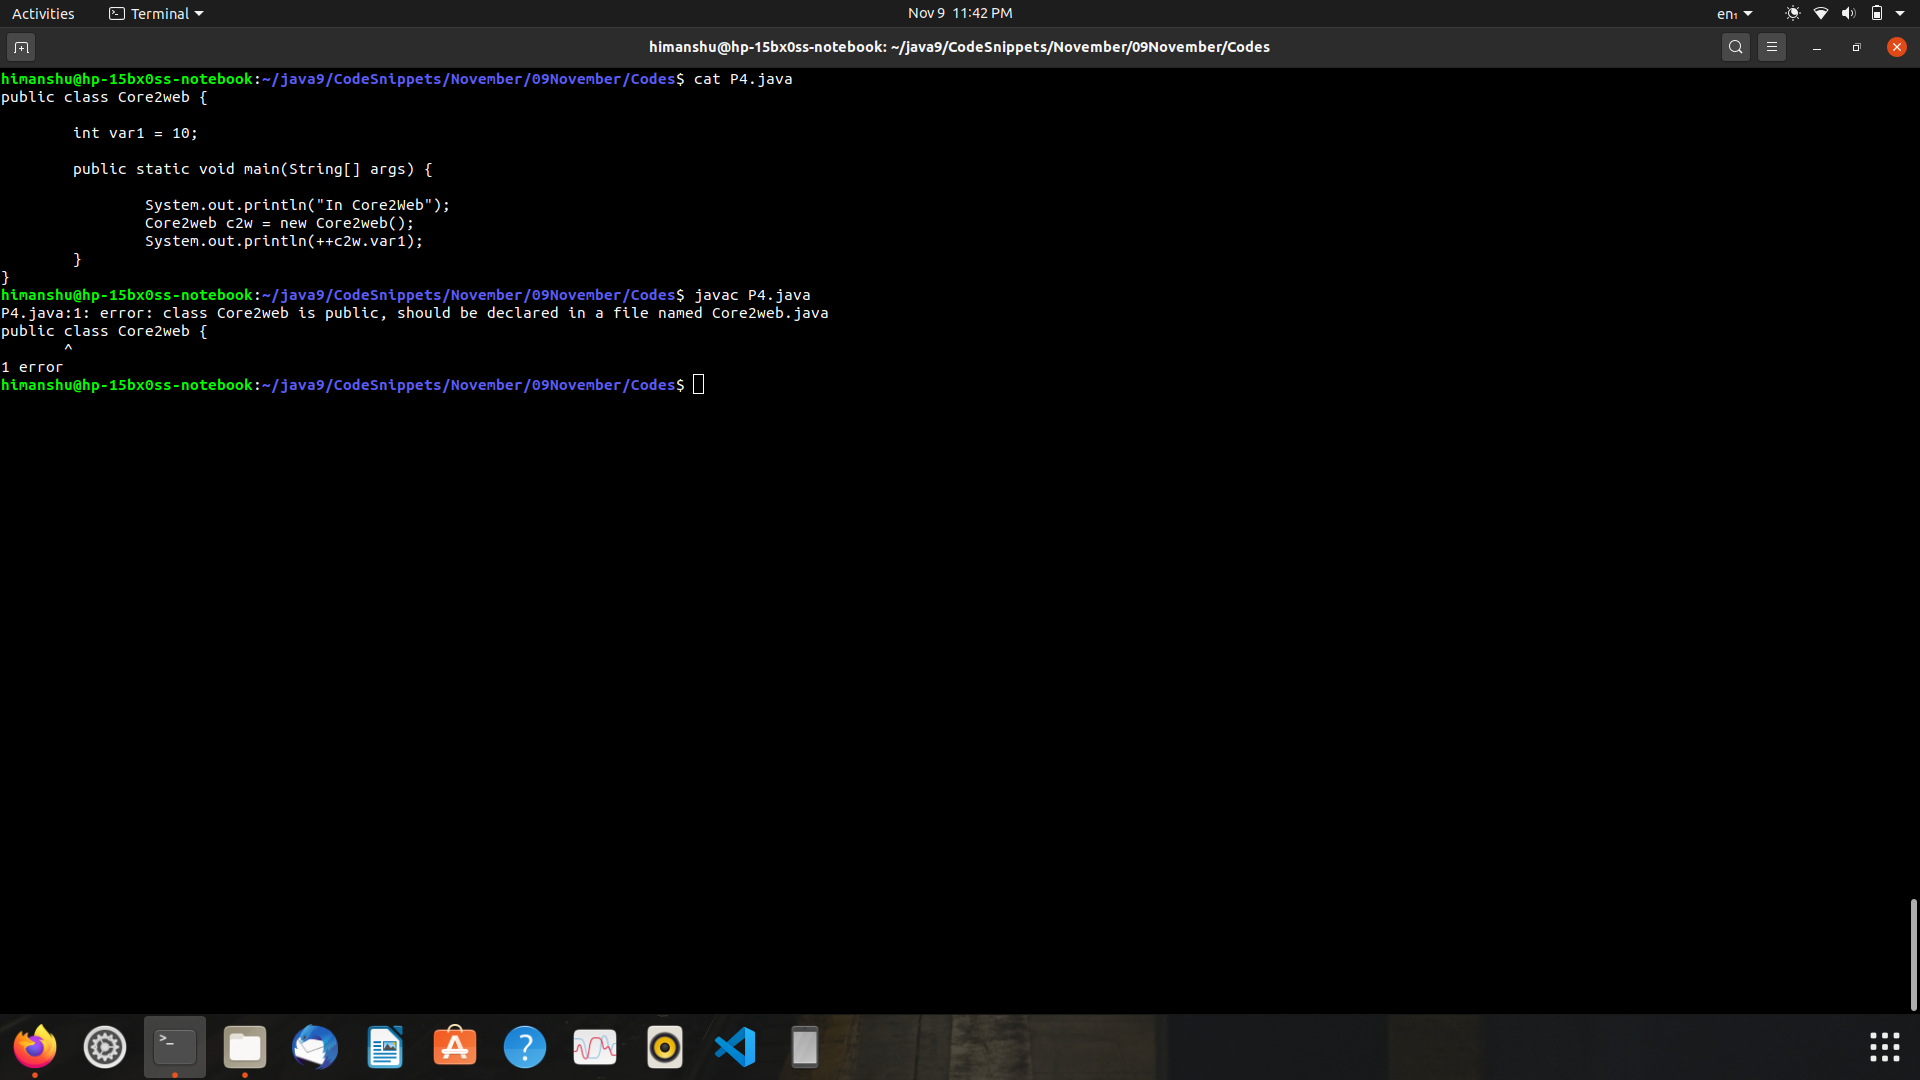 Activities Terminal Nov 9 11:42 PM en₁
himanshu@hp-15bx0ss-notebook: ~/java9/CodeSnippets/November/09November/Codes
himanshu@hp-15bx0ss-notebook:~/java9/CodeSnippets/November/09November/Codes$ cat P4.java
public class Core2web {
int var1 = 10;
public static void main(String[] args) {
System.out.println("In Core2Web");
Core2web c2w = new Core2web();
System.out.println(++c2w.var1);
}
}
himanshu@hp-15bx0ss-notebook:~/java9/CodeSnippets/November/09November/Codes$ javac P4.java
P4.java:1: error: class Core2web is public, should be declared in a file named Core2web.java
public class Core2web {
^
1 error
himanshu@hp-15bx0ss-notebook:~/java9/CodeSnippets/November/09November/Codes$